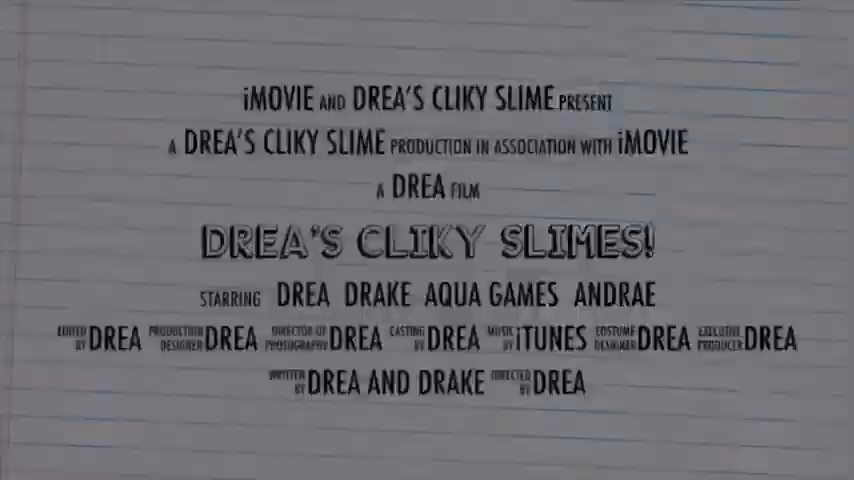 iMOVIE AND DREA'S CLIKY SLIME PRESENT
A DREA'S CLIKY SLIME PRODUCTION IN ASSOCIATION WITH iMOVIE
A DREA FILM
DREA'S CLIKY SLIMES!
STARRING DREA DRAKE AQUA GAMES ANDRAE
EDITED BY DREA PRODUCTION DESIGNER DREA DIRECTOR OF PHOTOGRAPHY DREA CASTING BY DREA MUSIC BY iTUNES COSTUME DESIGNER DREA EXECUTIVE PRODUCER DREA
WRITTEN BY DREA AND DRAKE DIRECTED BY DREA